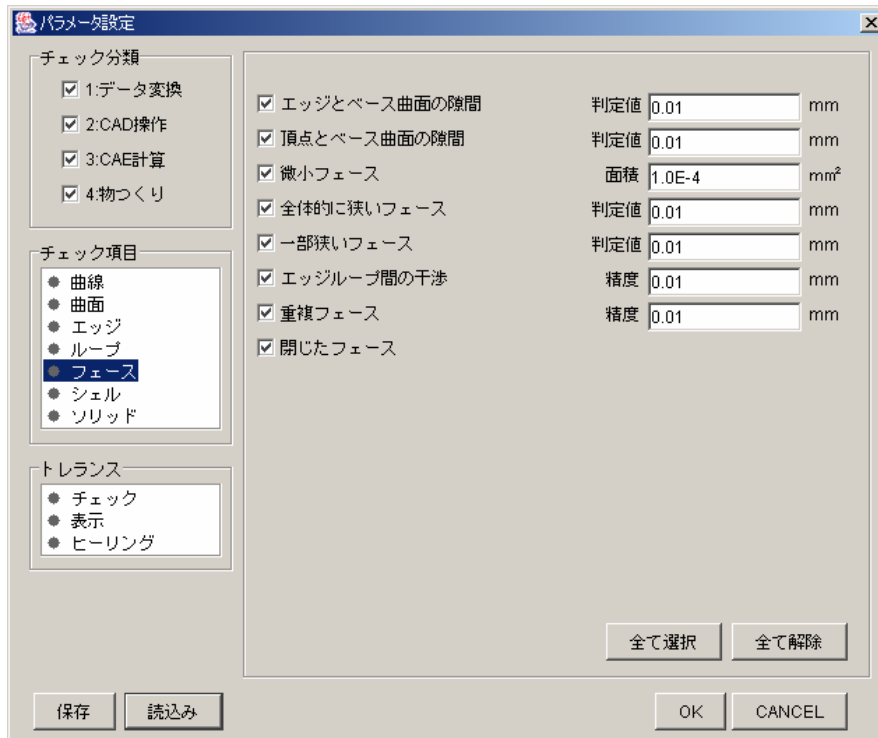 パラメータ設定
チェック分類
1:データ変換
2:CAD操作
3:CAE計算
4:物つくり
チェック項目
曲線
曲面
エッジ
ループ
フェース
シェル
ソリッド
トレランス
チェック
表示
ヒーリング
エッジとベース曲面の隙間 判定値 0.01 mm
頂点とベース曲面の隙間 判定値 0.01 mm
微小フェース 面積 1.0E-4 mm²
全体的に狭いフェース 判定値 0.01 mm
一部狭いフェース 判定値 0.01 mm
エッジループ間の干渉 精度 0.01 mm
重複フェース 精度 0.01 mm
閉じたフェース
全て選択 全て解除
保存 読込み OK CANCEL